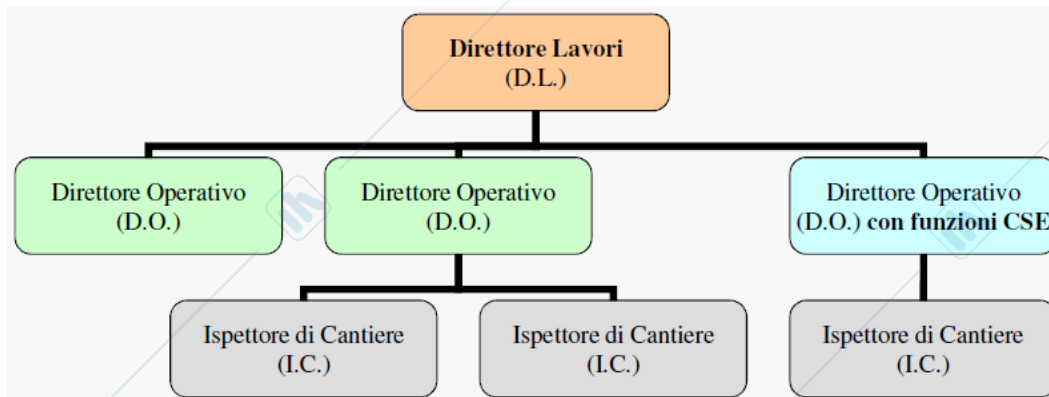 Direttore Lavori
(D.L.)
Direttore Operativo
(D.O.)
Direttore Operativo
(D.O.)
Direttore Operativo
(D.O.) con funzioni CSE
Ispettore di Cantiere
(I.C.)
Ispettore di Cantiere
(I.C.)
Ispettore di Cantiere
(I.C.)